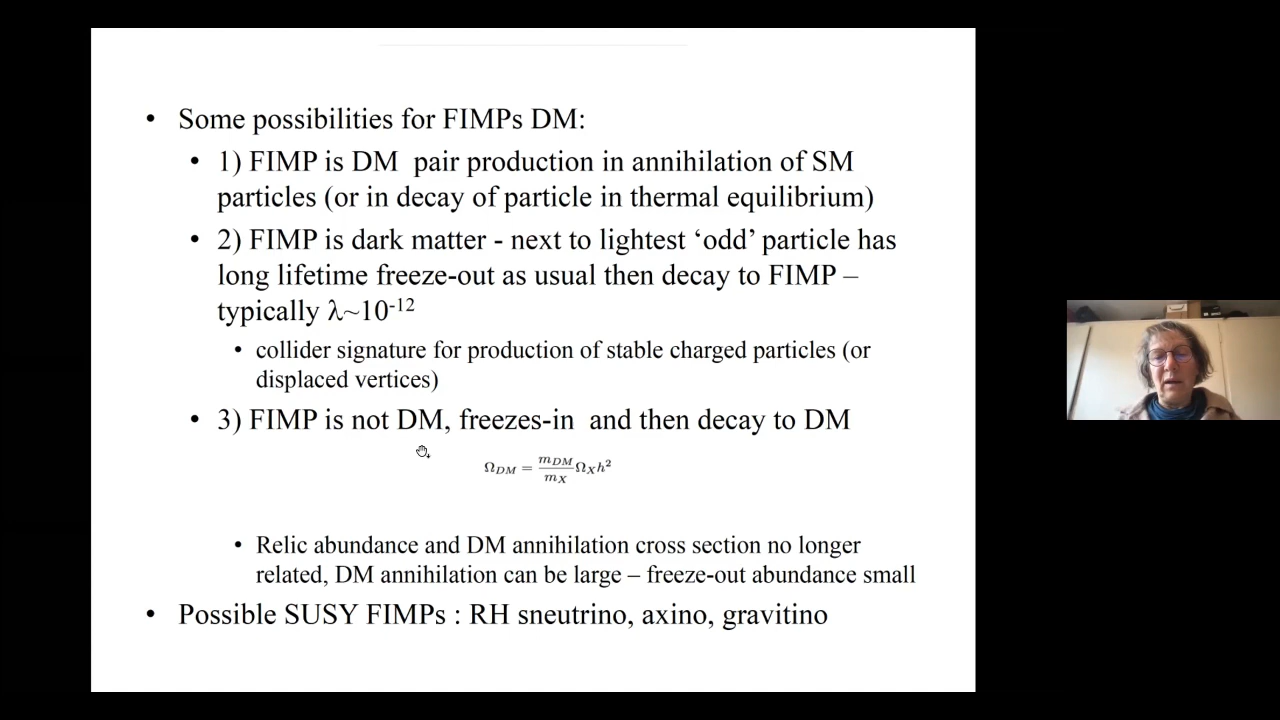 • Some possibilities for FIMPs DM:
• 1) FIMP is DM pair production in annihilation of SM
particles (or in decay of particle in thermal equilibrium)
• 2) FIMP is dark matter - next to lightest ‘odd’ particle has
long lifetime freeze-out as usual then decay to FIMP –
typically λ~10⁻¹²
• collider signature for production of stable charged particles (or
displaced vertices)
• 3) FIMP is not DM, freezes-in and then decay to DM
Ω_DM = m_DM/m_X Ω_X h²
• Relic abundance and DM annihilation cross section no longer
related, DM annihilation can be large – freeze-out abundance small
• Possible SUSY FIMPs : RH sneutrino, axino, gravitino